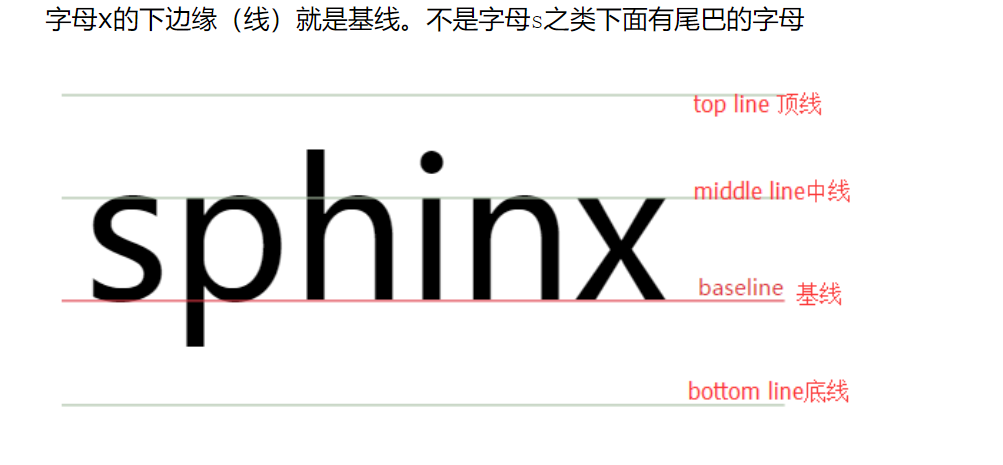 字母x的下边缘（线）就是基线。不是字母s之类下面有尾巴的字母
top line 顶线
sphinx
middle line中线
baseline 基线
bottom line底线